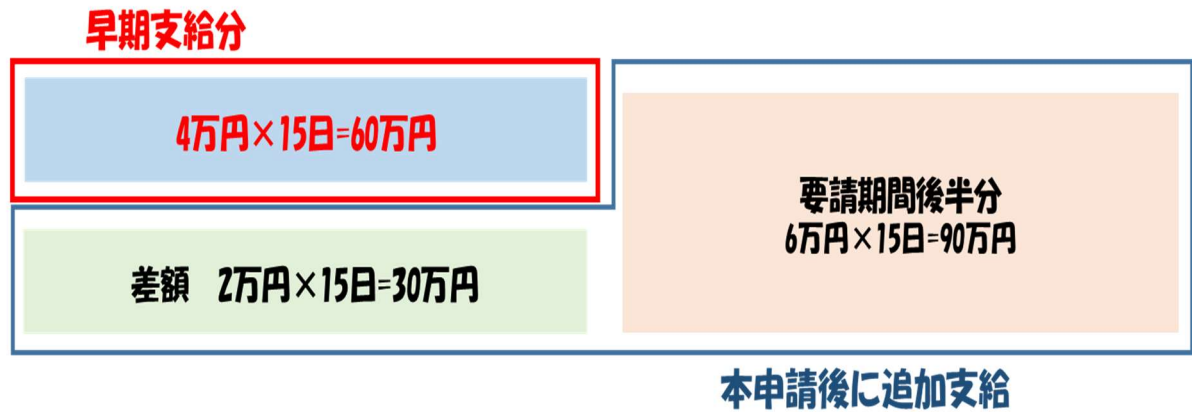 早期支給分
4万円×15日=60万円
差額　2万円×15日=30万円
要請期間後半分
6万円×15日=90万円
本申請後に追加支給